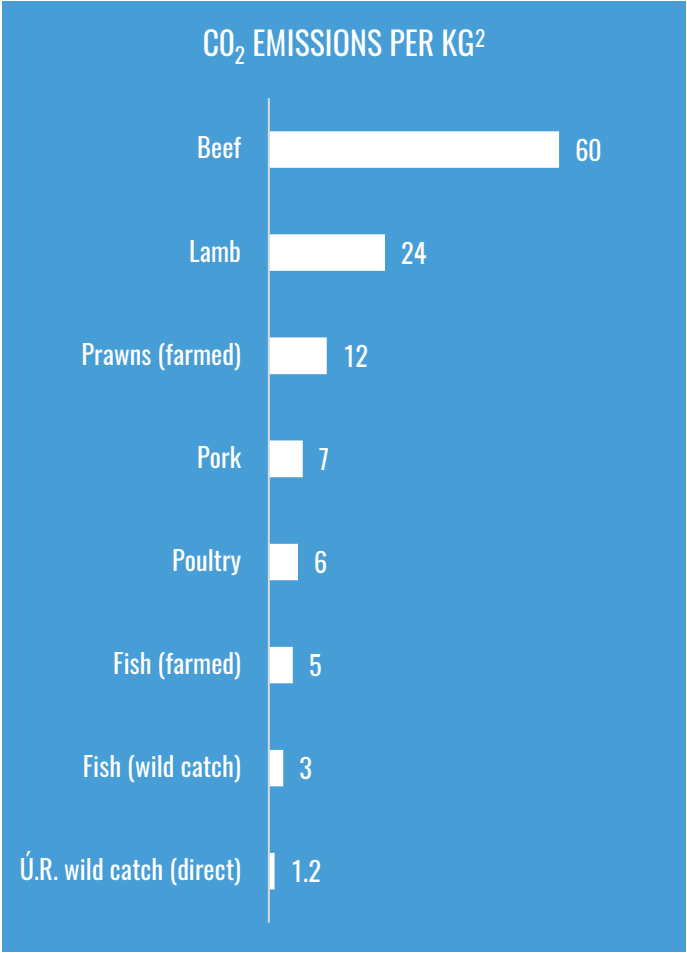 CO₂ EMISSIONS PER KG²
Beef 60
Lamb 24
Prawns (farmed) 12
Pork 7
Poultry 6
Fish (farmed) 5
Fish (wild catch) 3
Ú.R. wild catch (direct) 1.2